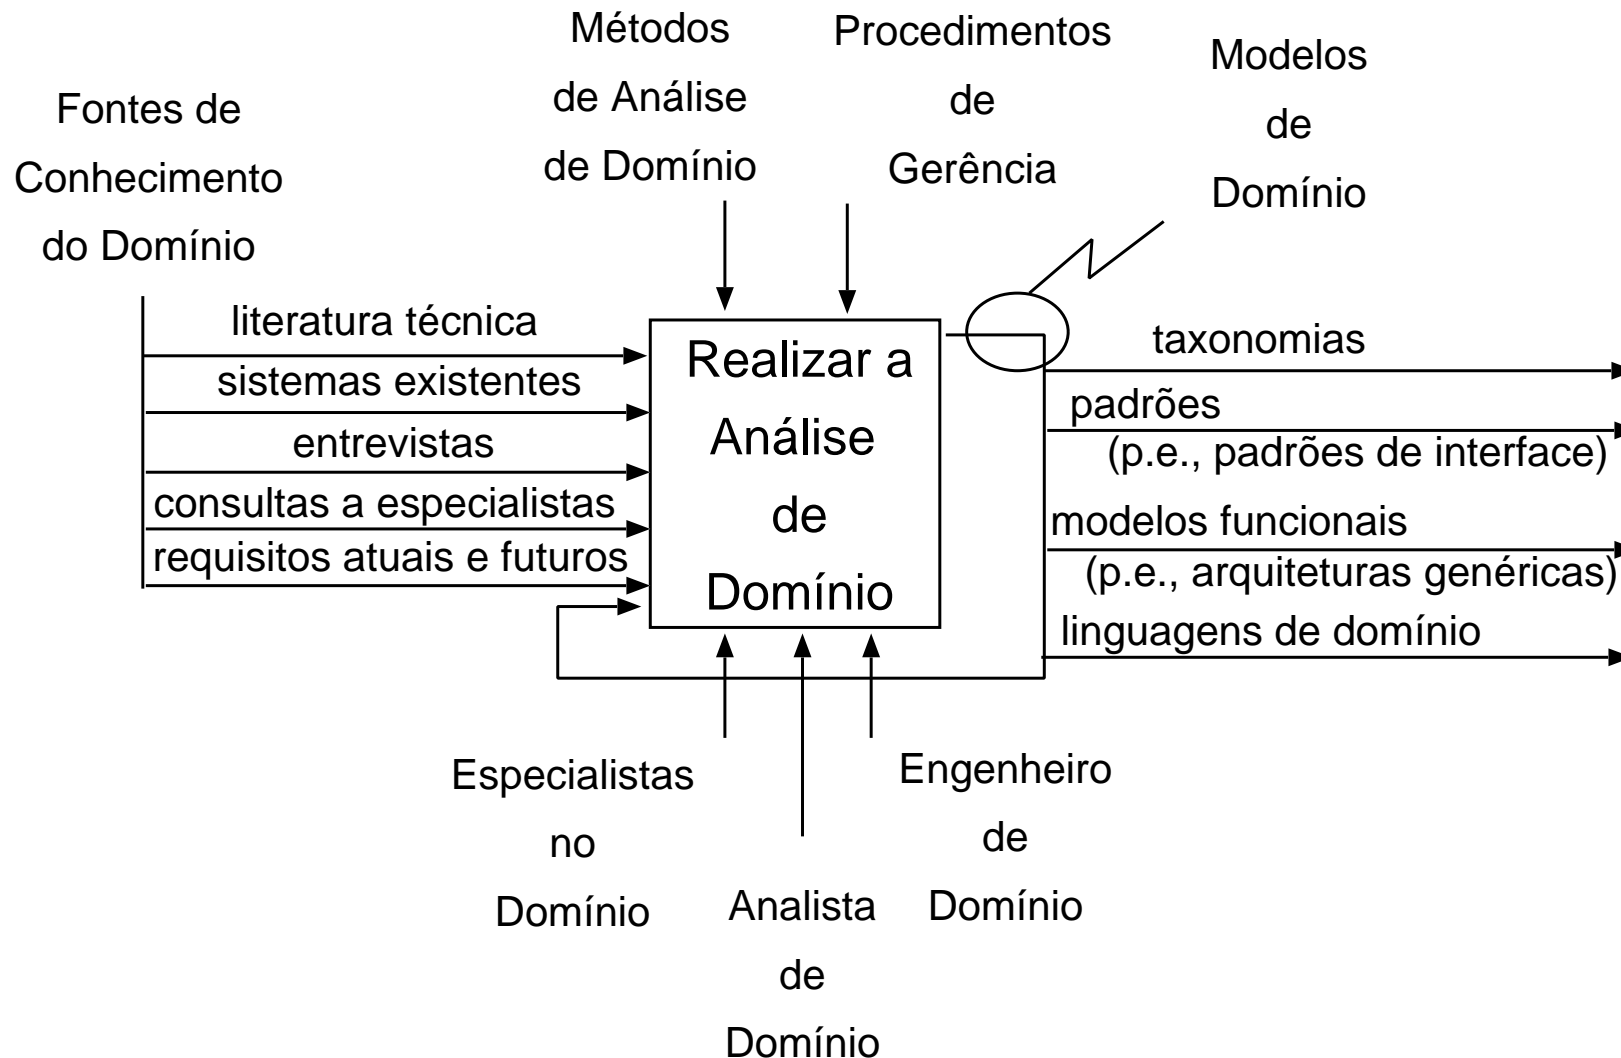 Métodos
de Análise
de Domínio
Procedimentos
de
Gerência
Modelos
de
Domínio
Fontes de
Conhecimento
do Domínio
literatura técnica
sistemas existentes
entrevistas
consultas a especialistas
requisitos atuais e futuros
Realizar a
Análise
de
Domínio
taxonomias
padrões
(p.e., padrões de interface)
modelos funcionais
(p.e., arquiteturas genéricas)
linguagens de domínio
Especialistas
no
Domínio
Analista
de
Domínio
Engenheiro
de
Domínio